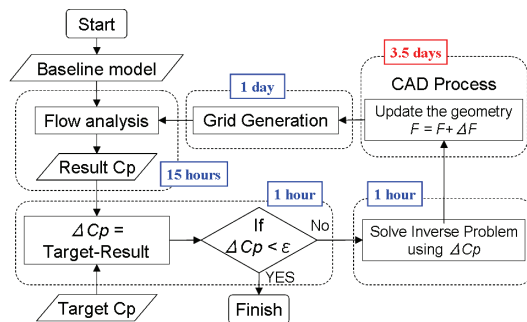 Start
3.5 days
Baseline model
CAD Process
1 day
Update the geometry
F = F+ ΔF
Flow analysis
Grid Generation
Result Cp
15 hours
1 hour
1 hour
ΔCp =
Target-Result
If
ΔCp < ε
No
Solve Inverse Problem
using ΔCp
YES
Target Cp
Finish